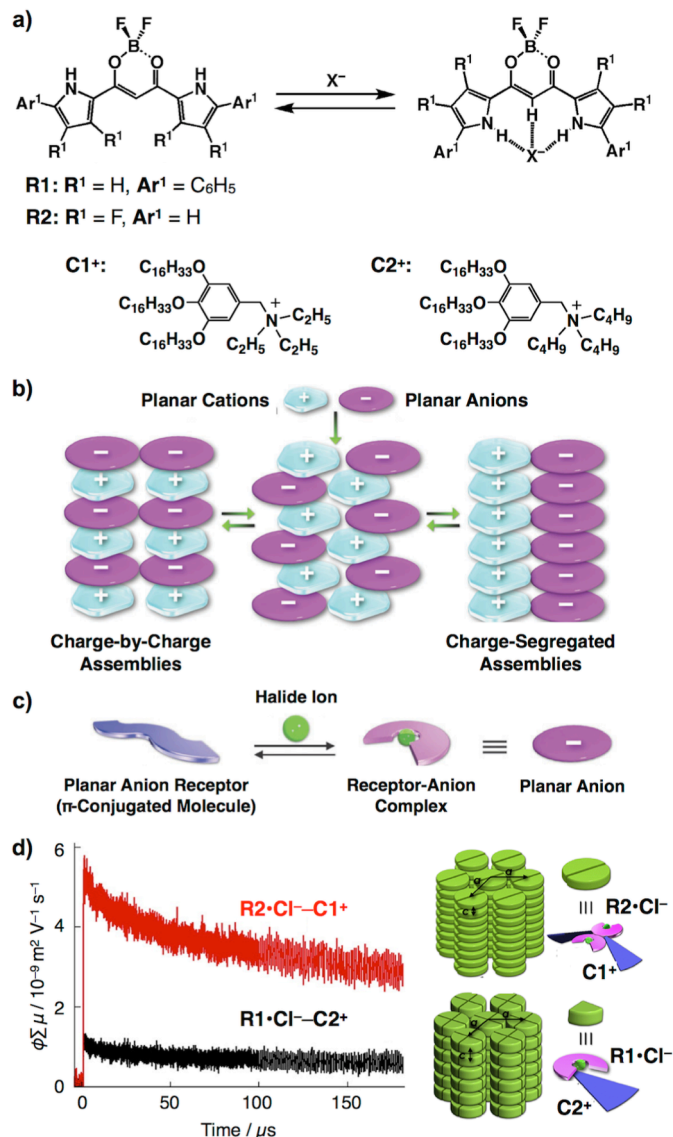 a)
F F
B
O O
NH
H
N
Ar¹ Ar¹
R¹ R¹
R¹ R¹
X⁻
F F
B
O O
R¹ R¹
R¹ R¹
H
N H H N
Ar¹ X⁻ Ar¹
R1: R¹ = H, Ar¹ = C₆H₅
R2: R¹ = F, Ar¹ = H
C1⁺:
C₁₆H₃₃O
C₁₆H₃₃O
C₁₆H₃₃O
+
N C₂H₅
C₂H₅ C₂H₅
C2⁺:
C₁₆H₃₃O
C₁₆H₃₃O
C₁₆H₃₃O
+
N C₄H₉
C₄H₉ C₄H₉
b)
Planar Cations + − Planar Anions
− − + − + −
+ + − + + −
− − + − + −
+ + − + + −
− − + − + −
+ + − + + −
Charge-by-Charge
Assemblies
Charge-Segregated
Assemblies
c)
Halide Ion
−
Planar Anion Receptor
(π-Conjugated Molecule)
Receptor-Anion
Complex
Planar Anion
d)
ϕΣμ / 10⁻⁹ m² V⁻¹ s⁻¹
6
4
2
0
R2•Cl⁻–C1⁺
R1•Cl⁻–C2⁺
0 50 100 150
Time / μs
a a
c
R2•Cl⁻
C1⁺
a a
c
R1•Cl⁻
C2⁺